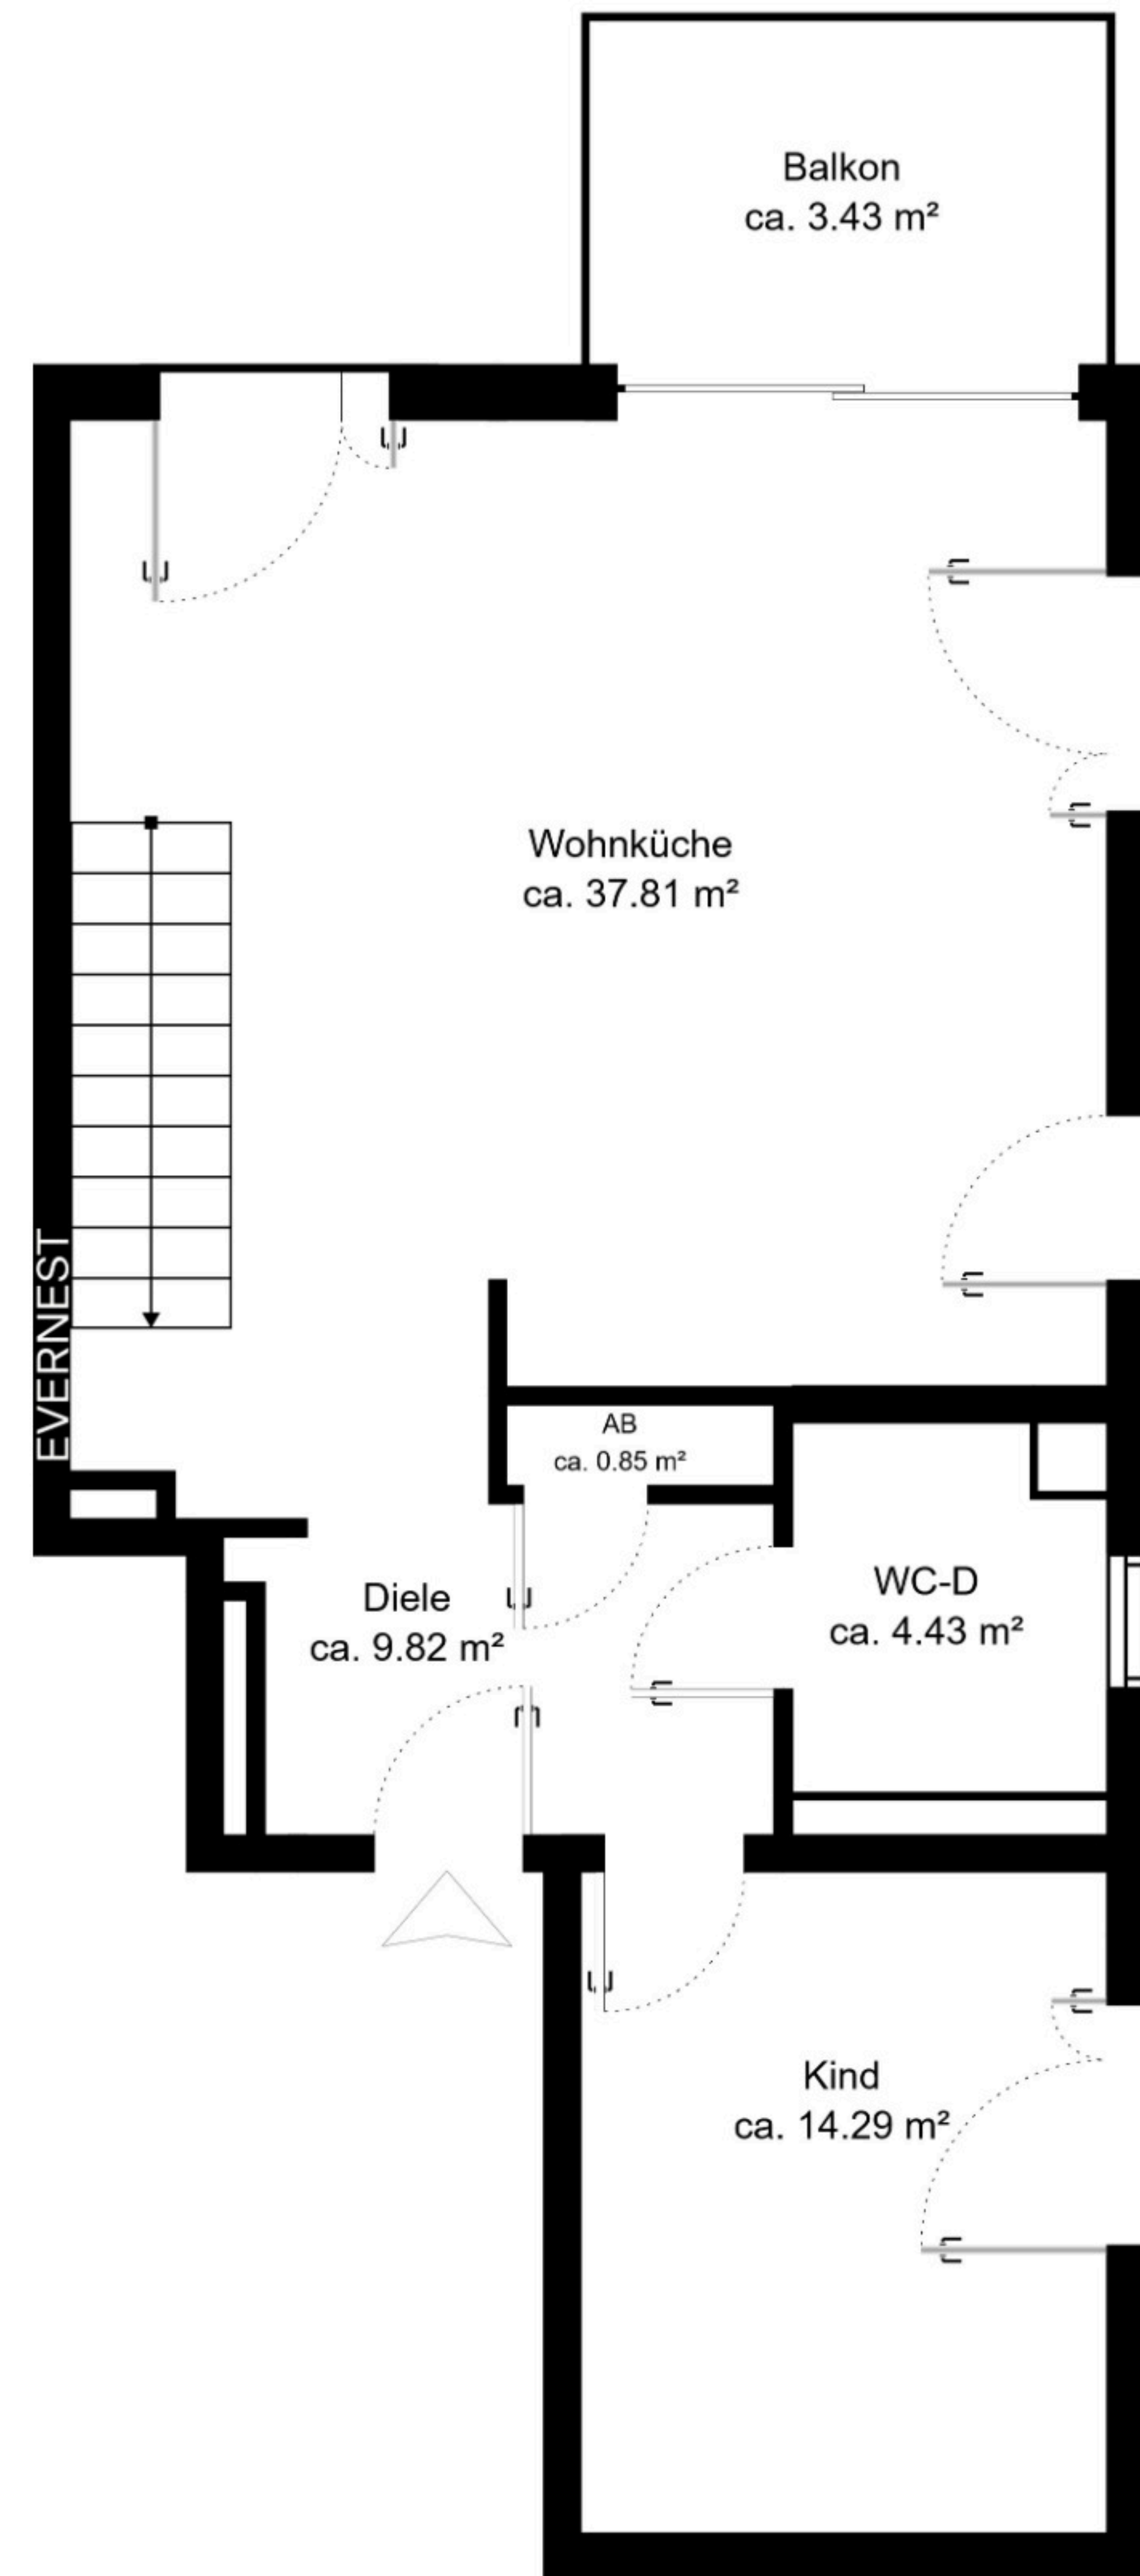 Balkon
ca. 3.43 m²
Wohnküche
ca. 37.81 m²
EVERNEST
AB
ca. 0.85 m²
Diele
ca. 9.82 m²
WC-D
ca. 4.43 m²
Kind
ca. 14.29 m²